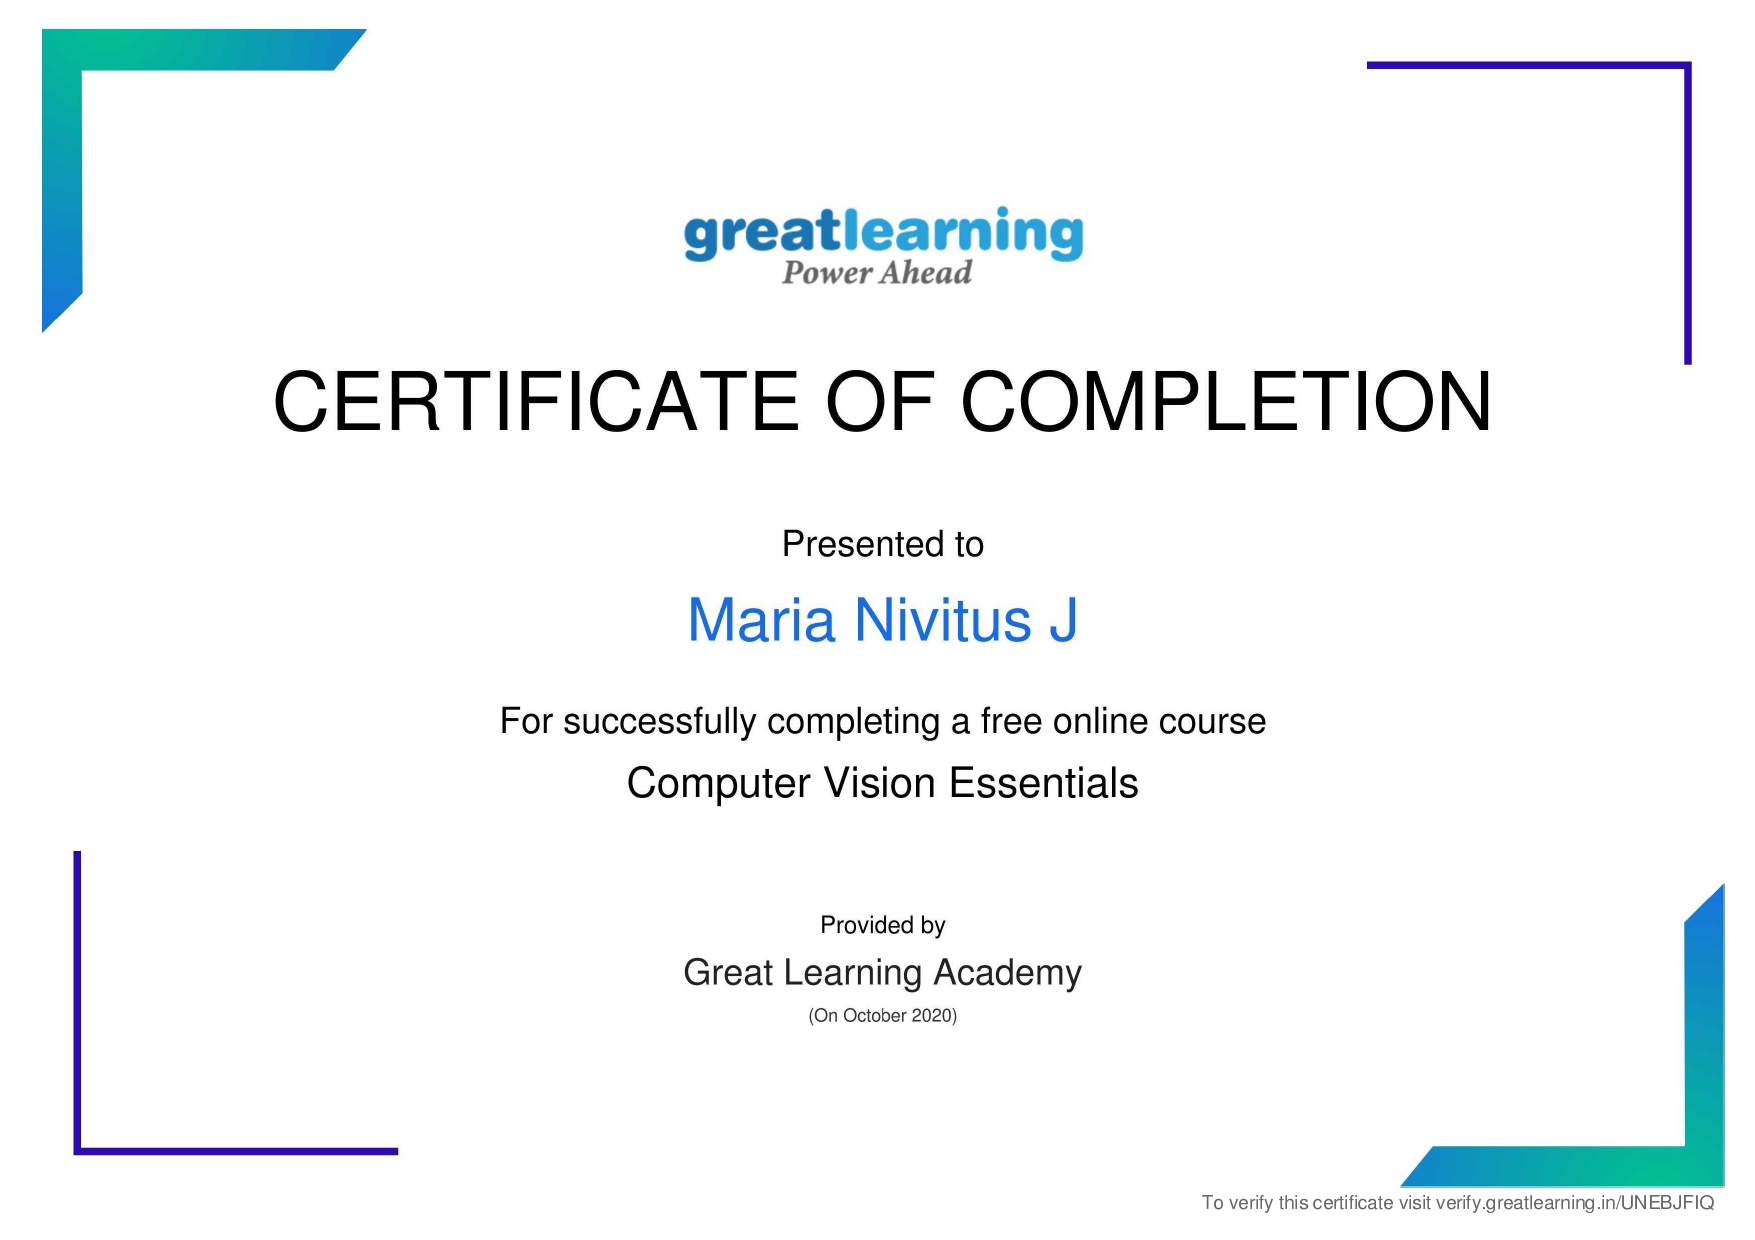 greatlearning
Power Ahead
CERTIFICATE OF COMPLETION
Presented to
Maria Nivitus J
For successfully completing a free online course
Computer Vision Essentials
Provided by
Great Learning Academy
(On October 2020)
To verify this certificate visit verify.greatlearning.in/UNEBJFIQ